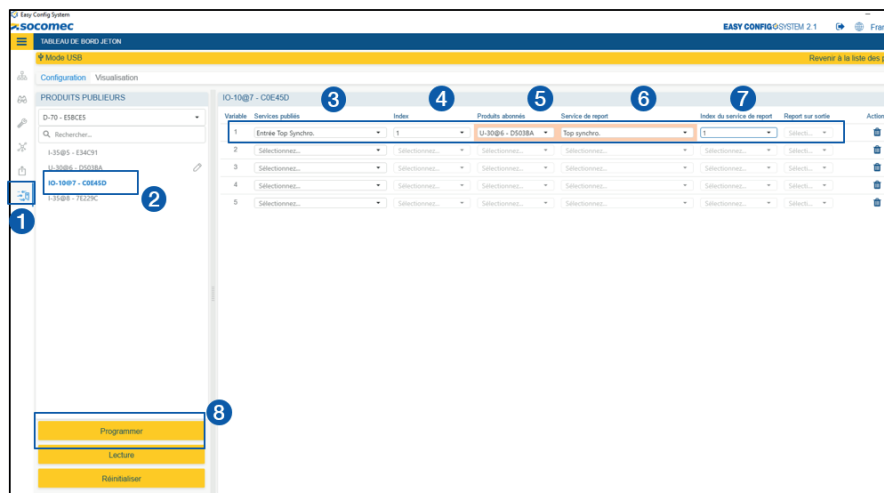 Easy Config System
socomec
EASY CONFIG SYSTEM 2.1 Fran
TABLEAU DE BORD JETON
Mode USB Revenir à la liste des
Configuration Visualisation
PRODUITS PUBLIEURS
IO-10@7 - C0E45D
3 4 5 6 7
D-70 - E5BCE5
Variable Services publiés Index Produits abonnés Service de report Index du service de report Report sur sortie Action
Rechercher...
1 Entrée Top Synchro. 1 U-30@6 - D503BA Top synchro. 1 Sélecti...
I-35@5 - E34C91
2 Sélectionnez... Sélectionnez... Sélectionnez... Sélectionnez... Sélectionnez... Sélecti...
U-30@6 - D503BA
3 Sélectionnez... Sélectionnez... Sélectionnez... Sélectionnez... Sélectionnez... Sélecti...
IO-10@7 - C0E45D
4 Sélectionnez... Sélectionnez... Sélectionnez... Sélectionnez... Sélectionnez... Sélecti...
I-35@8 - 7E229C
5 Sélectionnez... Sélectionnez... Sélectionnez... Sélectionnez... Sélectionnez... Sélecti...
2
1
8
Programmer
Lecture
Réinitialiser